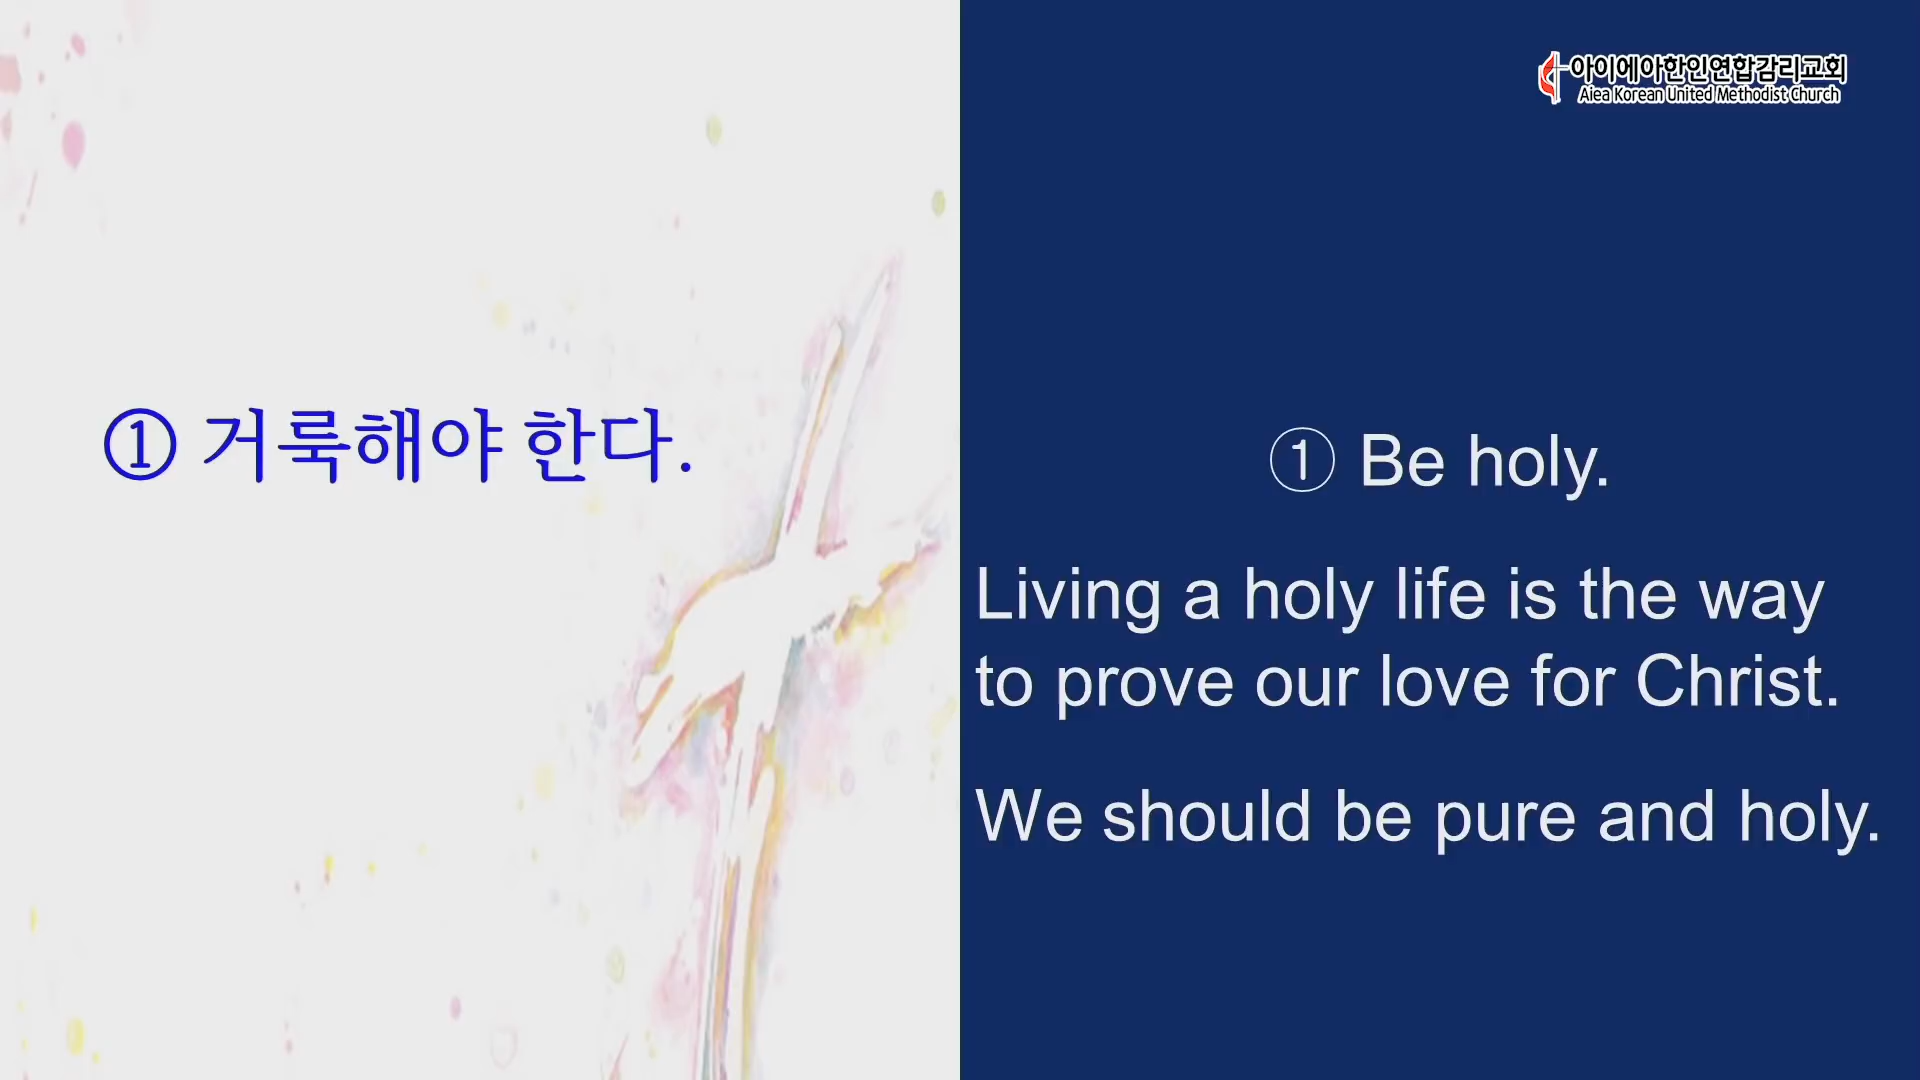 아이에아한인연합감리교회
Aiea Korean United Methodist Church
① 거룩해야 한다.
① Be holy.
Living a holy life is the way
to prove our love for Christ.
We should be pure and holy.